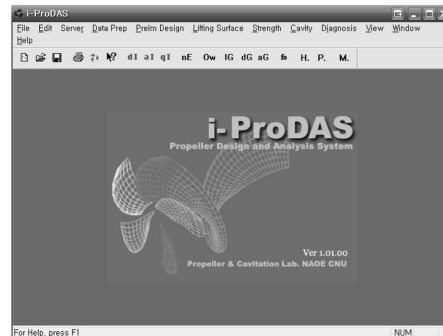 i-ProDAS
File Edit Server Data Prep Prelm Design Lifting Surface Strength Cavity Djagnosis View Window
Help
dI aI qI nE Ow IG dG aG fo H. P. M.
i-ProDAS
Propeller Design and Analysis System
Ver 1.01.00
Propeller & Cavitation Lab. NAOE CNU
For Help, press F1
NUM